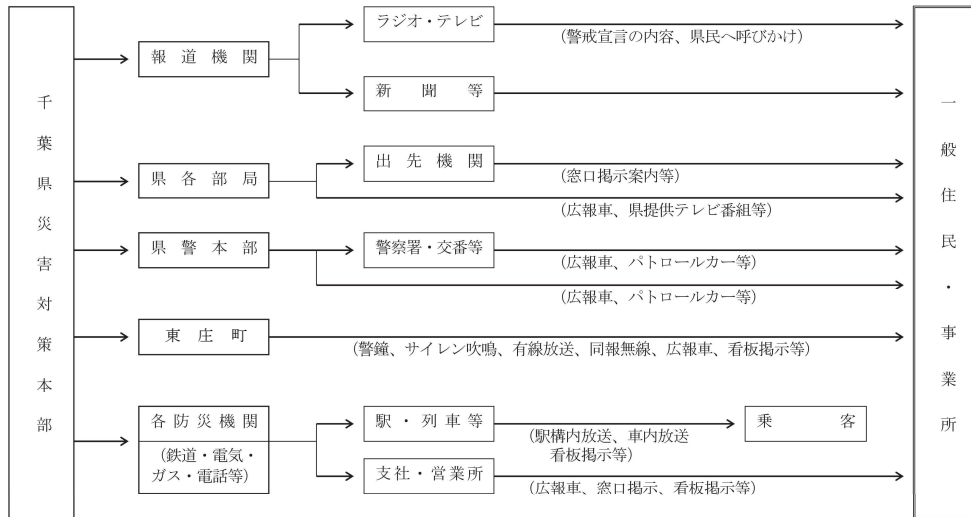 千葉県災害対策本部
報道機関
ラジオ・テレビ
(警戒宣言の内容、県民へ呼びかけ)
新聞等
県各部局
出先機関
(窓口掲示案内等)
(広報車、県提供テレビ番組等)
県警本部
警察署・交番等
(広報車、パトロールカー等)
(広報車、パトロールカー等)
東庄町
(警鐘、サイレン吹鳴、有線放送、同報無線、広報車、看板掲示等)
各防災機関
(鉄道・電気・
ガス・電話等)
駅・列車等
(駅構内放送、車内放送
看板掲示等)
乗客
支社・営業所
(広報車、窓口掲示、看板掲示等)
一般住民・事業所